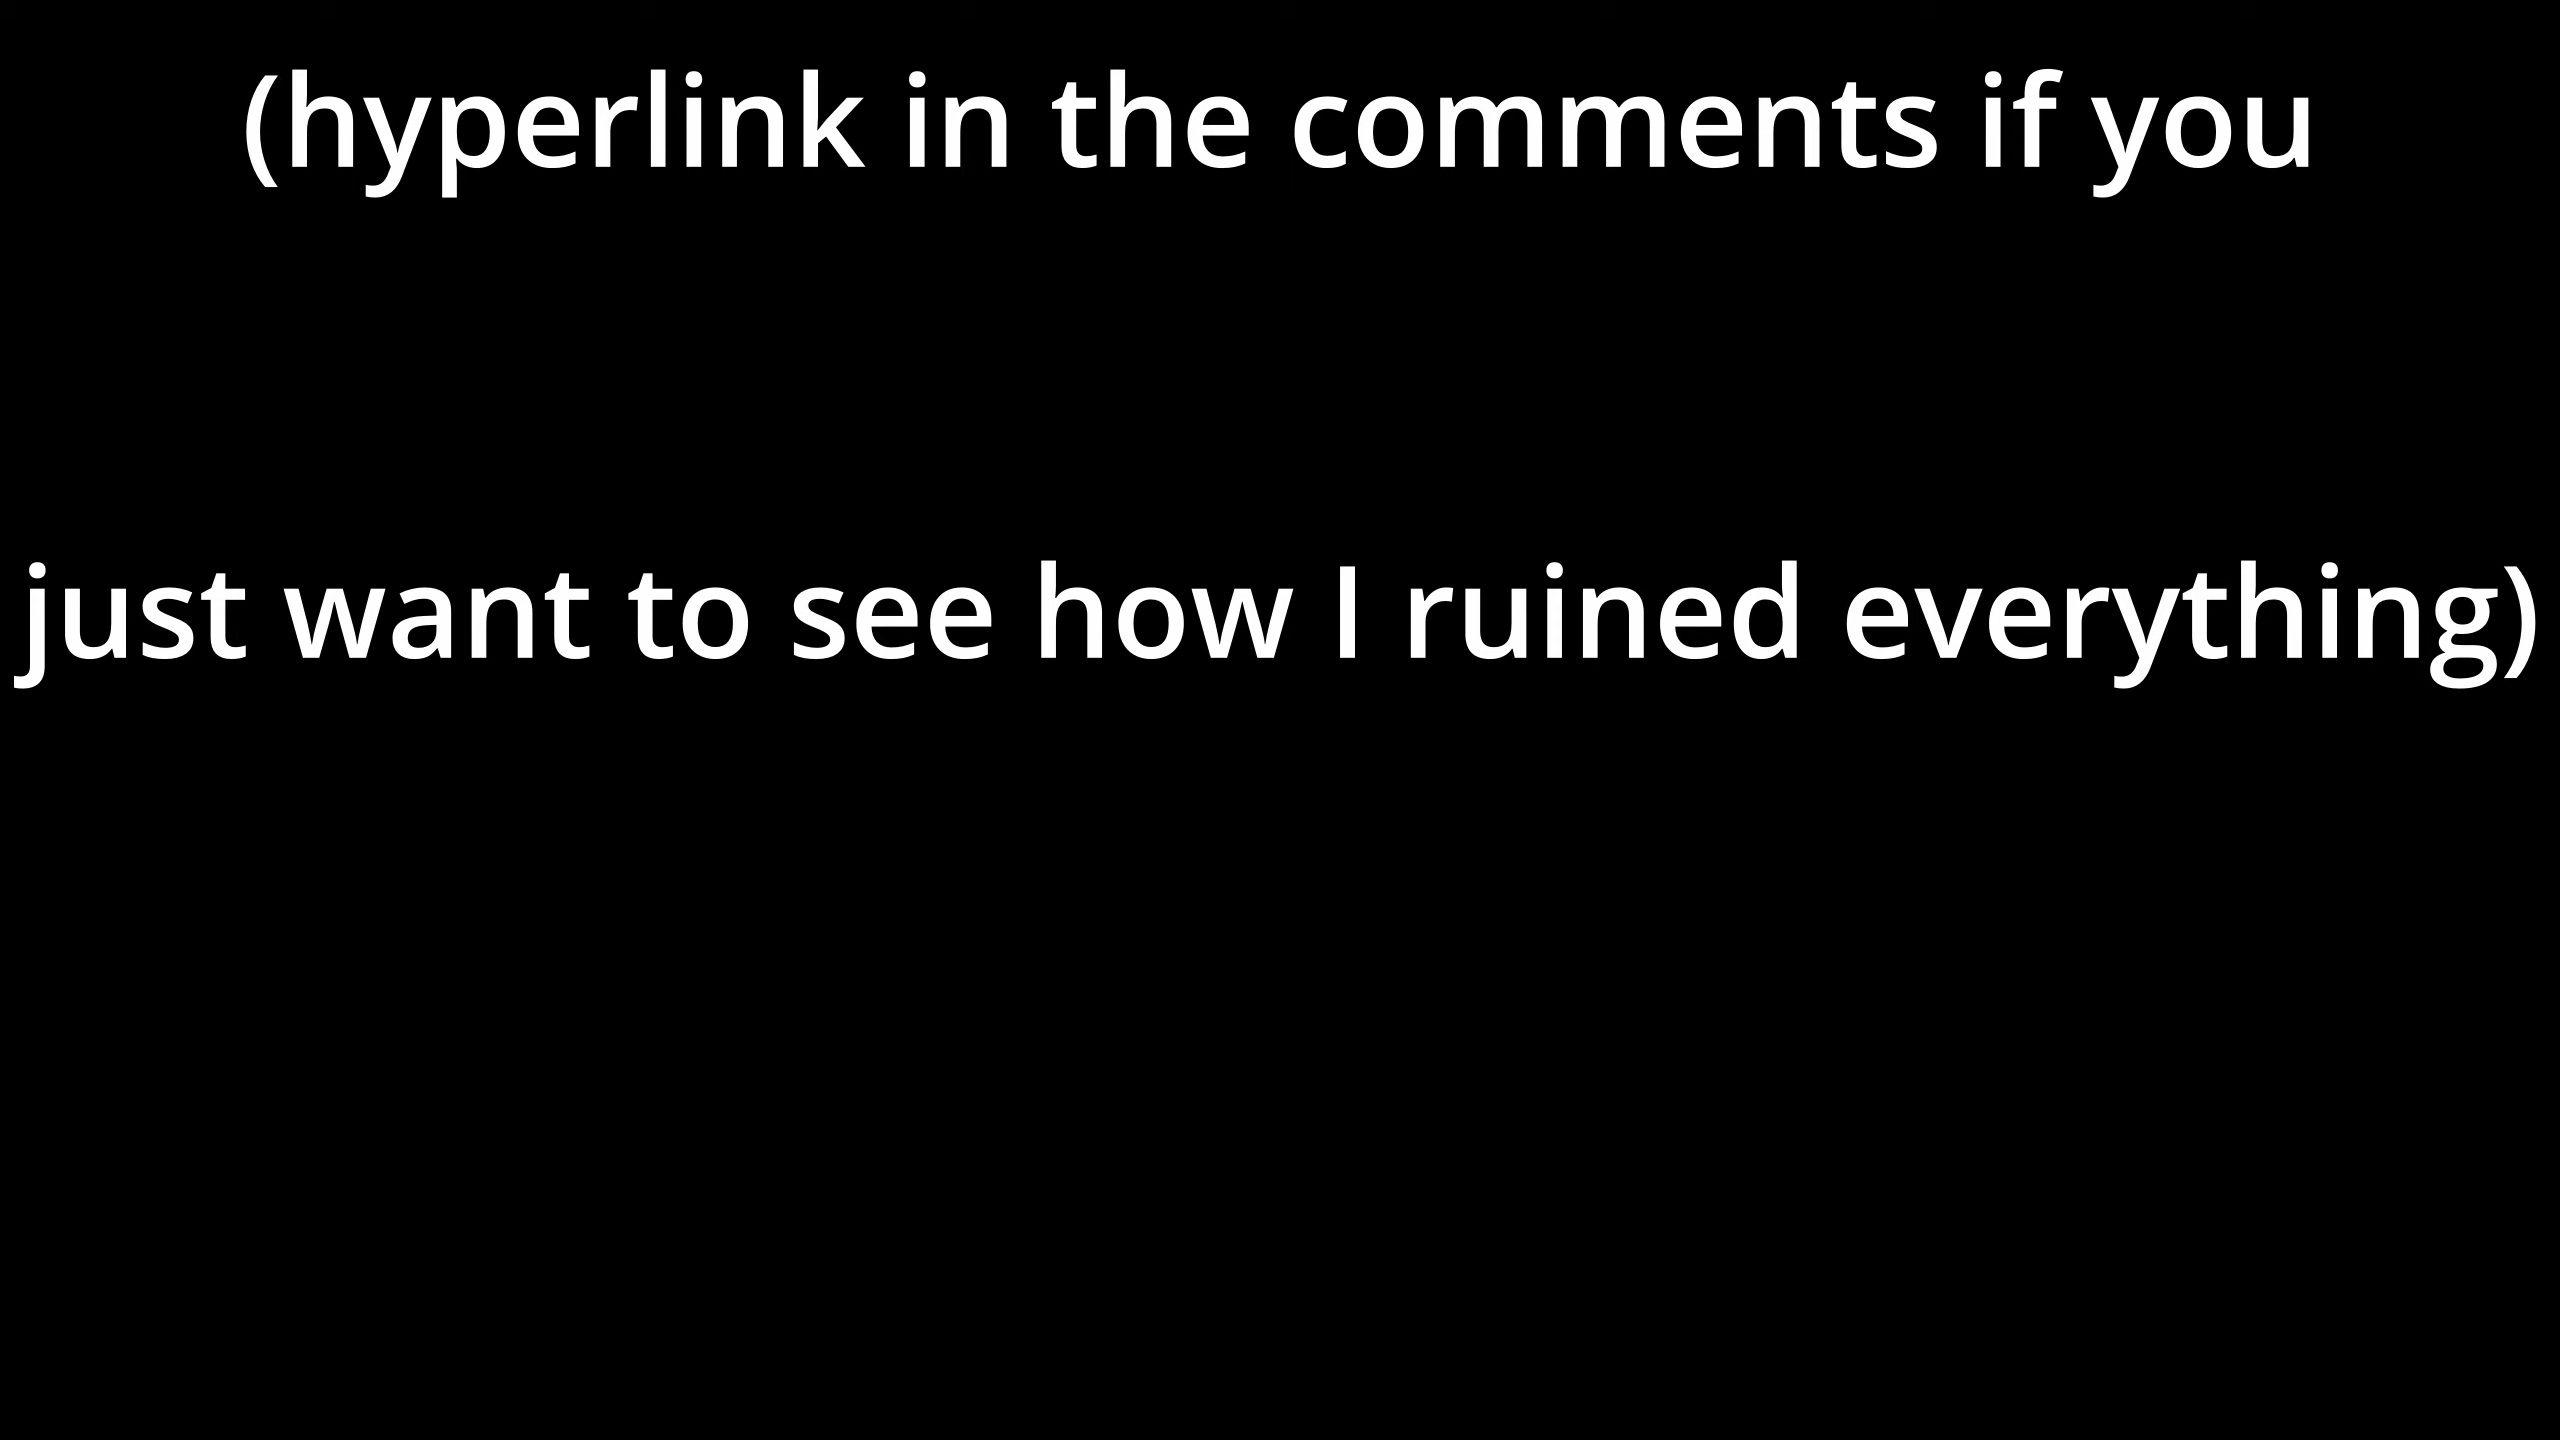 (hyperlink in the comments if you
just want to see how I ruined everything)